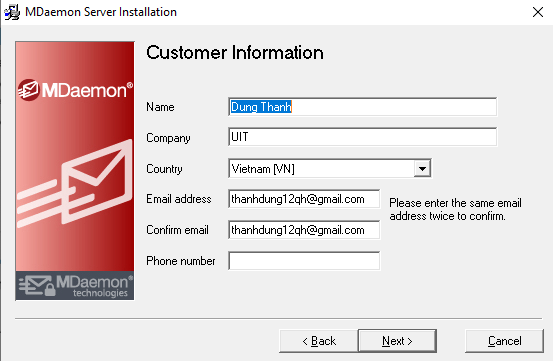 MDaemon Server Installation
Customer Information
MDaemon®
Name
Dung Thanh
Company
UIT
Country
Vietnam [VN]
Email address
thanhdung12qh@gmail.com
Please enter the same email
address twice to confirm.
Confirm email
thanhdung12qh@gmail.com
Phone number
MDaemon
technologies
< Back
Next >
Cancel